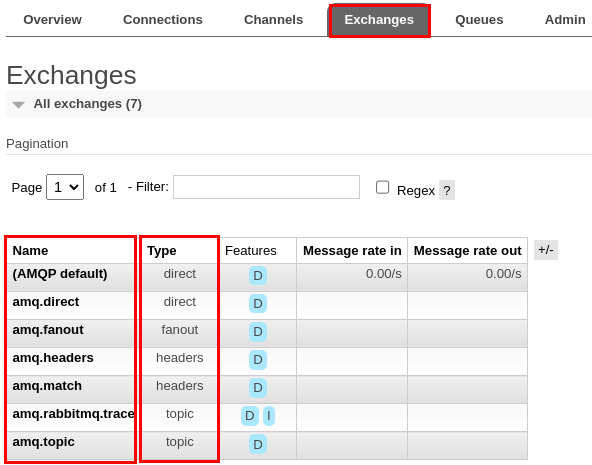 Overview Connections Channels Exchanges Queues Admin
Exchanges
All exchanges (7)
Pagination
Page 1 of 1 - Filter: Regex ?
Name Type Features Message rate in Message rate out +/-
(AMQP default) direct D 0.00/s 0.00/s
amq.direct direct D
amq.fanout fanout D
amq.headers headers D
amq.match headers D
amq.rabbitmq.trace topic D I
amq.topic topic D